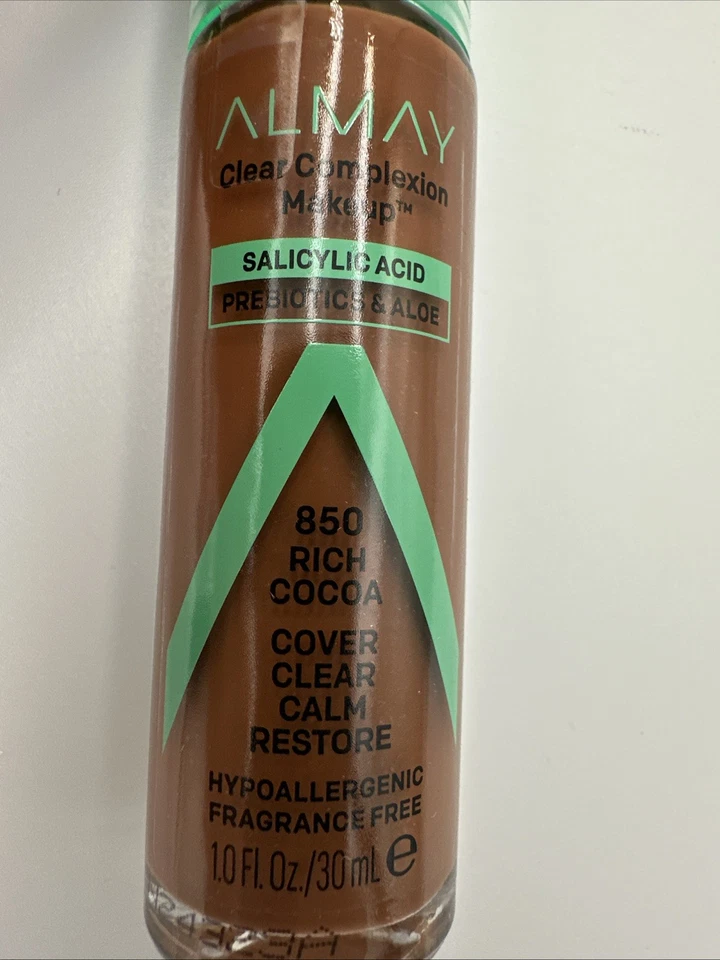 ALMAY
Clear Complexion
Makeup™
SALICYLIC ACID
PREBIOTICS & ALOE
850
RICH
COCOA
COVER
CLEAR
CALM
RESTORE
HYPOALLERGENIC
FRAGRANCE FREE
1.0 Fl. Oz./30 mL ℮